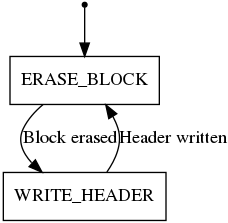 ERASE_BLOCK
Block erased
Header written
WRITE_HEADER